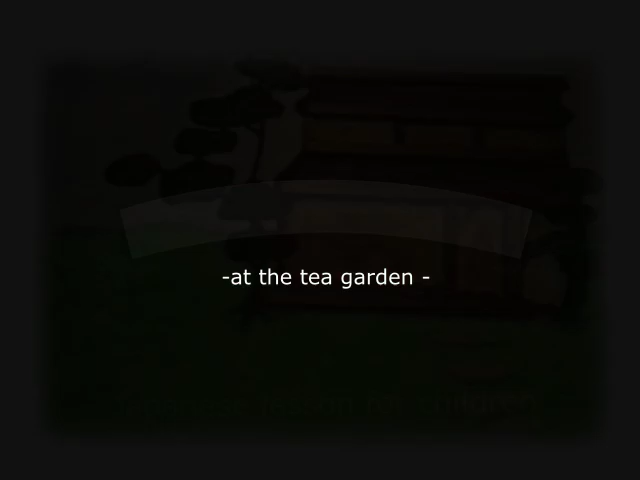 -at the tea garden -